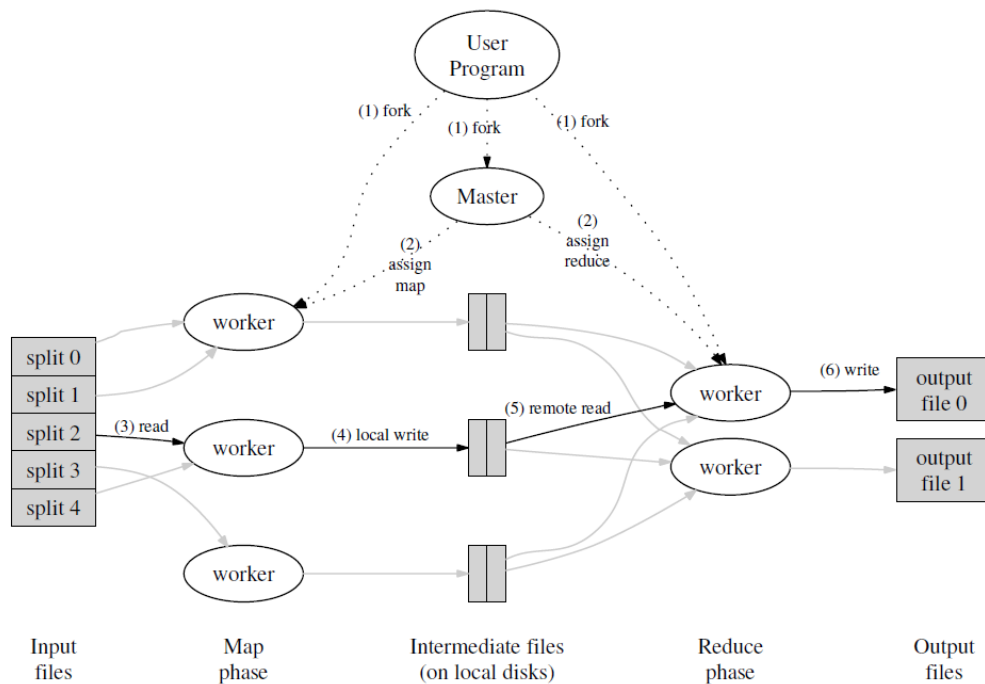 User
Program
(1) fork
(1) fork
(1) fork
Master
(2)
assign
map
(2)
assign
reduce
split 0
split 1
split 2
split 3
split 4
(3) read
worker
worker
worker
(4) local write
(5) remote read
worker
worker
(6) write
output
file 0
output
file 1
Input
files
Map
phase
Intermediate files
(on local disks)
Reduce
phase
Output
files